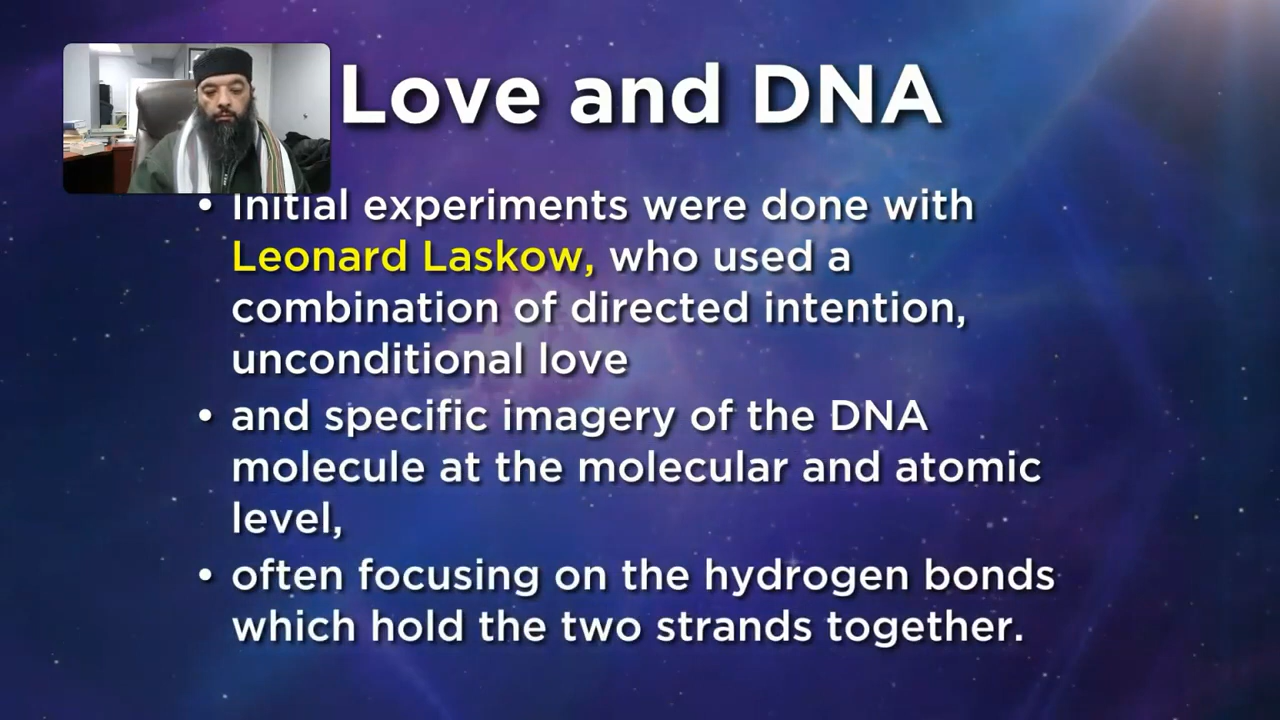 Love and DNA
• Initial experiments were done with
Leonard Laskow, who used a
combination of directed intention,
unconditional love
• and specific imagery of the DNA
molecule at the molecular and atomic
level,
• often focusing on the hydrogen bonds
which hold the two strands together.